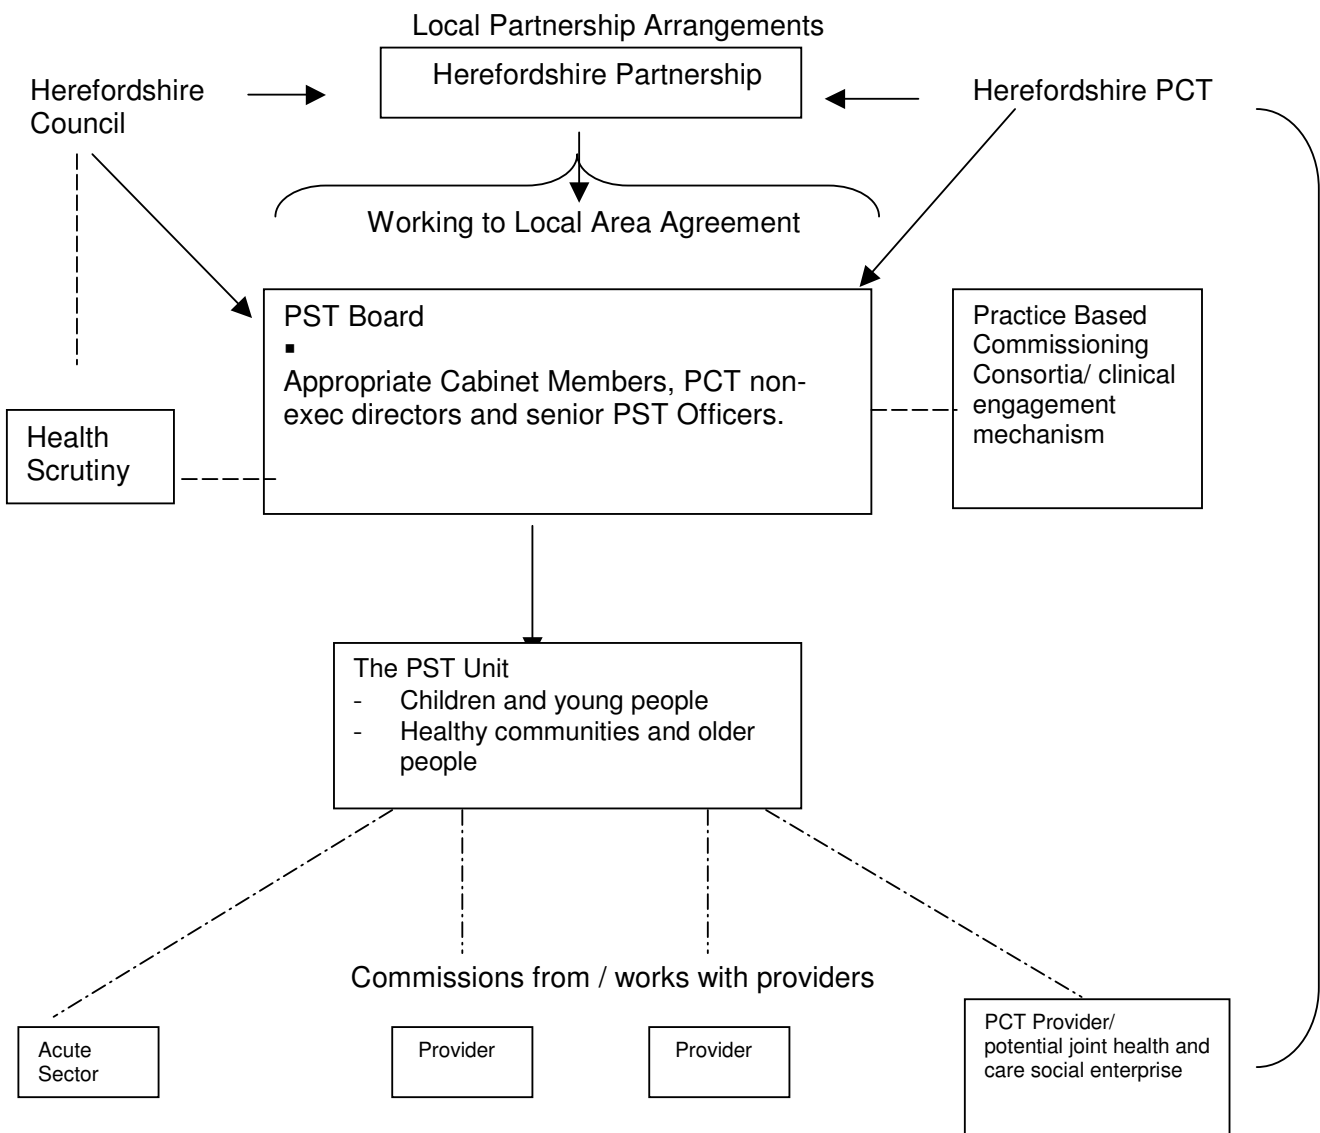 Local Partnership Arrangements
Herefordshire Partnership
Herefordshire
Council
Herefordshire PCT
Working to Local Area Agreement
PST Board
▪
Appropriate Cabinet Members, PCT non-
exec directors and senior PST Officers.
Practice Based
Commissioning
Consortia/ clinical
engagement
mechanism
Health
Scrutiny
The PST Unit
- Children and young people
- Healthy communities and older
people
Commissions from / works with providers
Acute
Sector
Provider
Provider
PCT Provider/
potential joint health and
care social enterprise